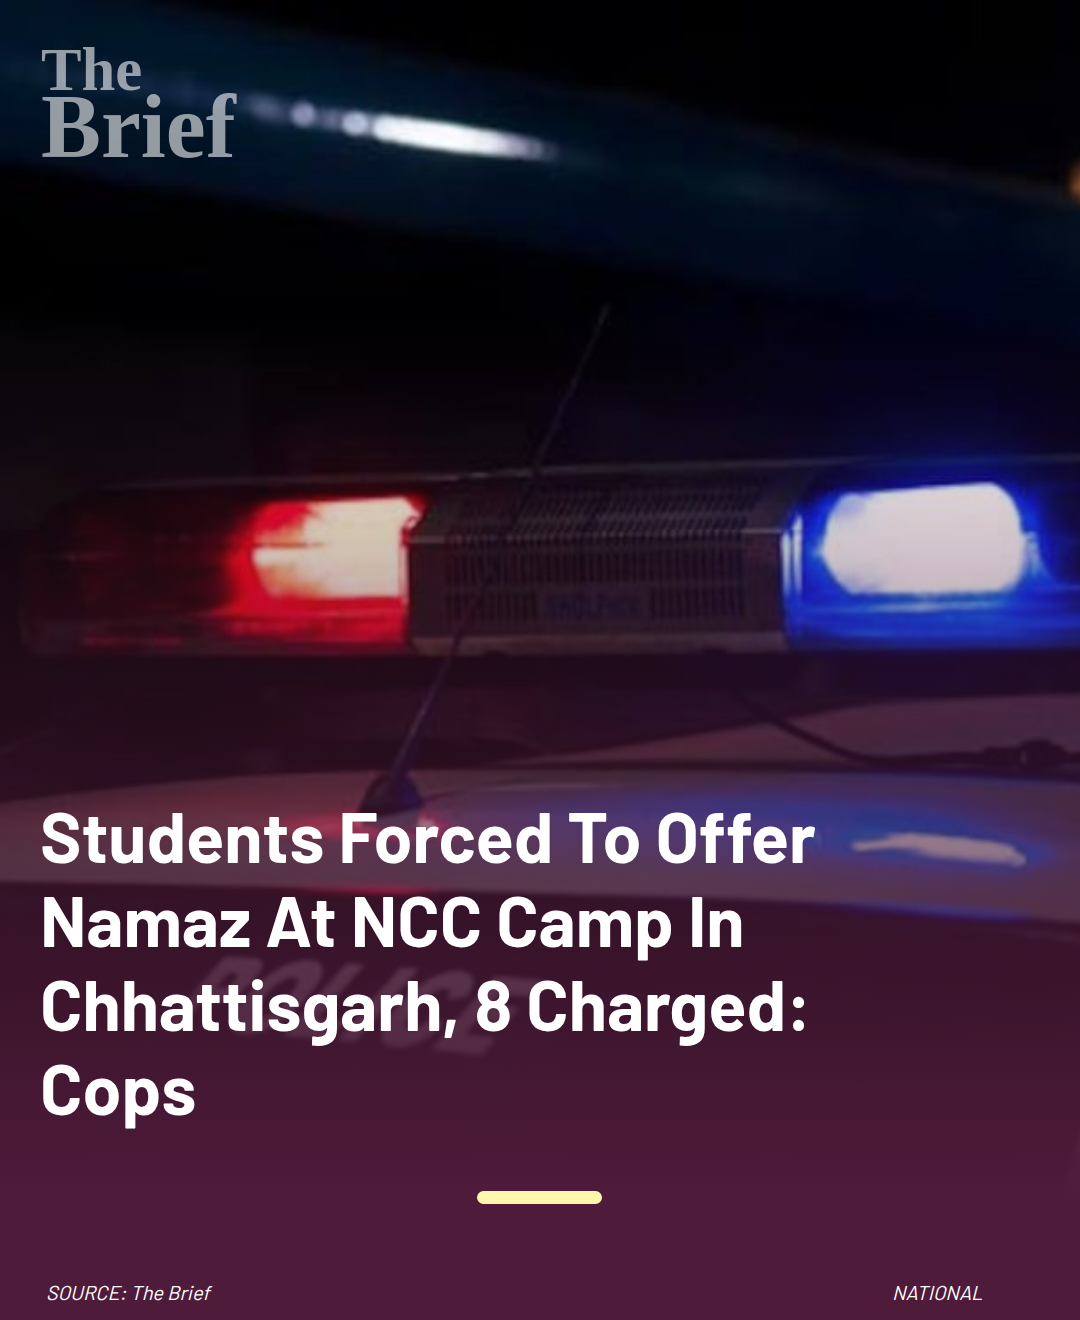 The
Brief
Students Forced To Offer
Namaz At NCC Camp In
Chhattisgarh, 8 Charged:
Cops
POLICE
SOURCE: The Brief
NATIONAL